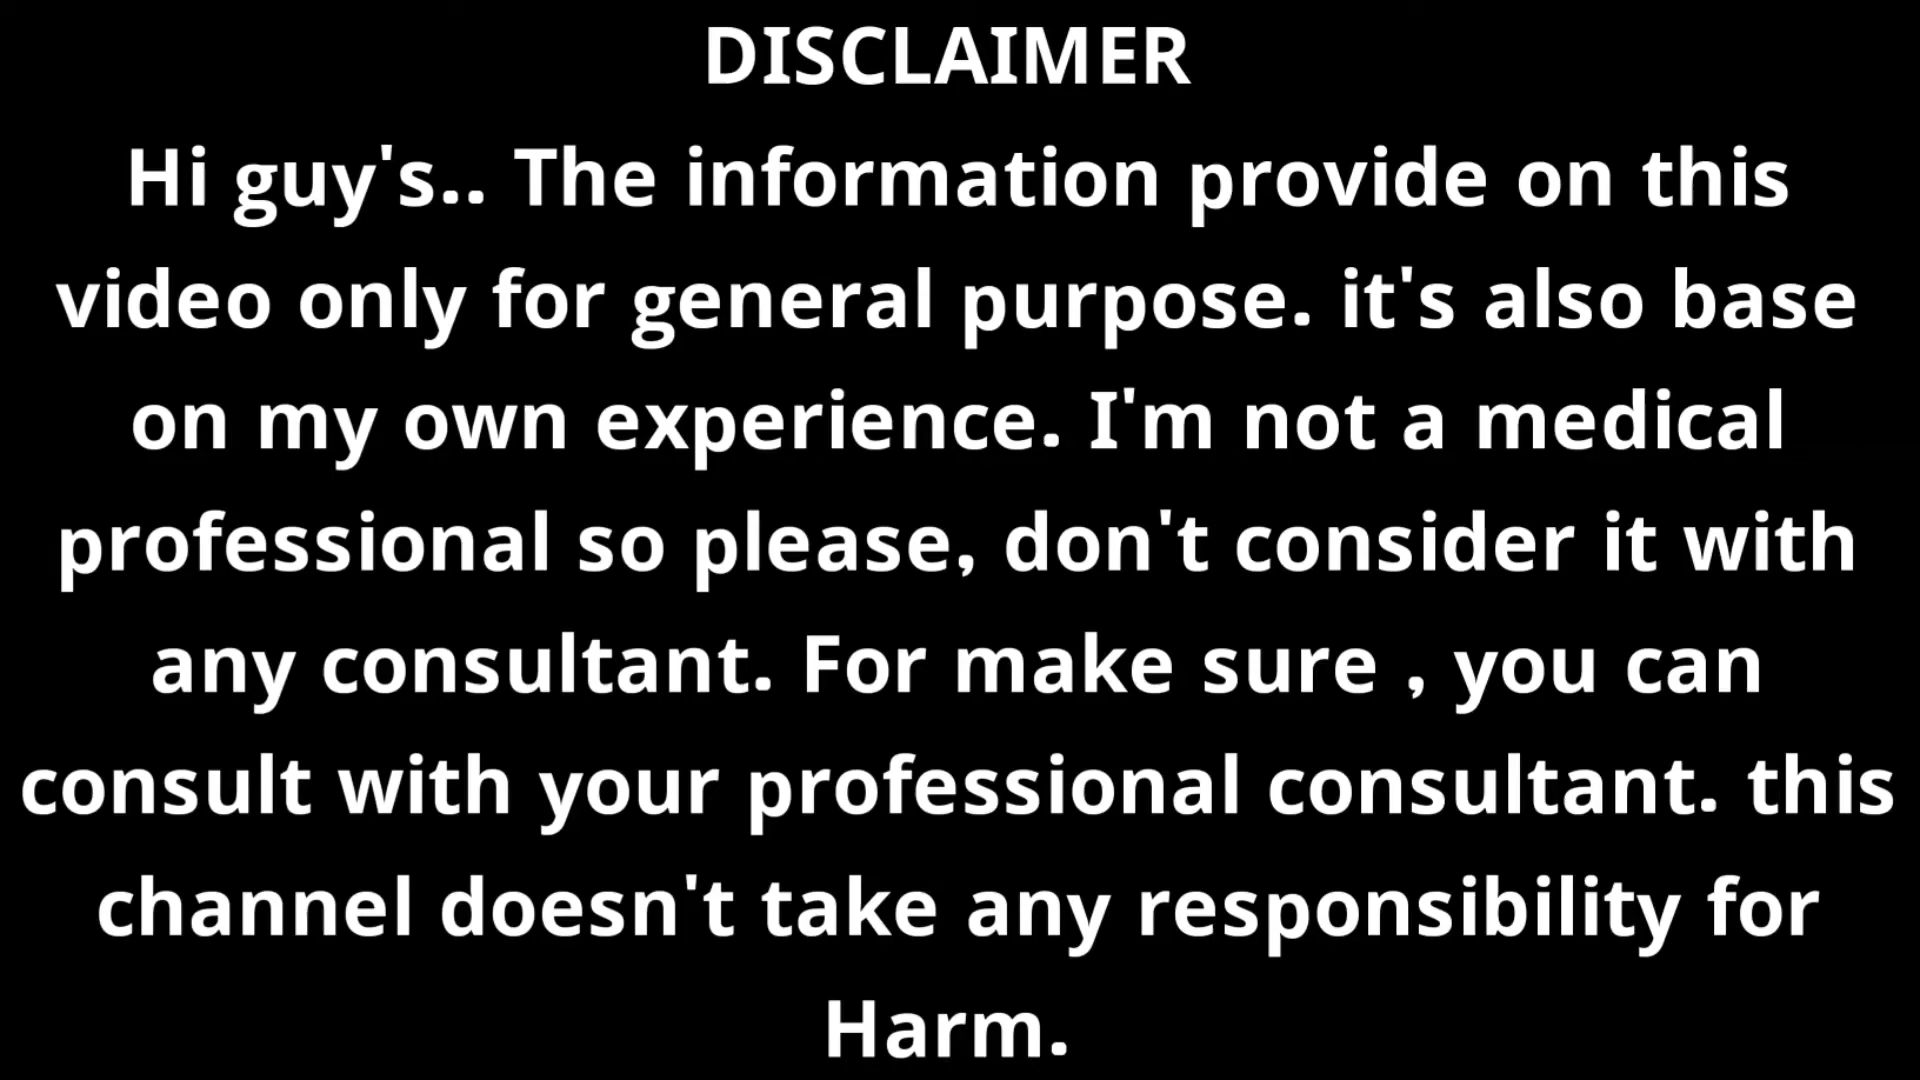 DISCLAIMER
Hi guy's.. The information provide on this
video only for general purpose. it's also base
on my own experience. I'm not a medical
professional so please, don't consider it with
any consultant. For make sure , you can
consult with your professional consultant. this
channel doesn't take any responsibility for
Harm.